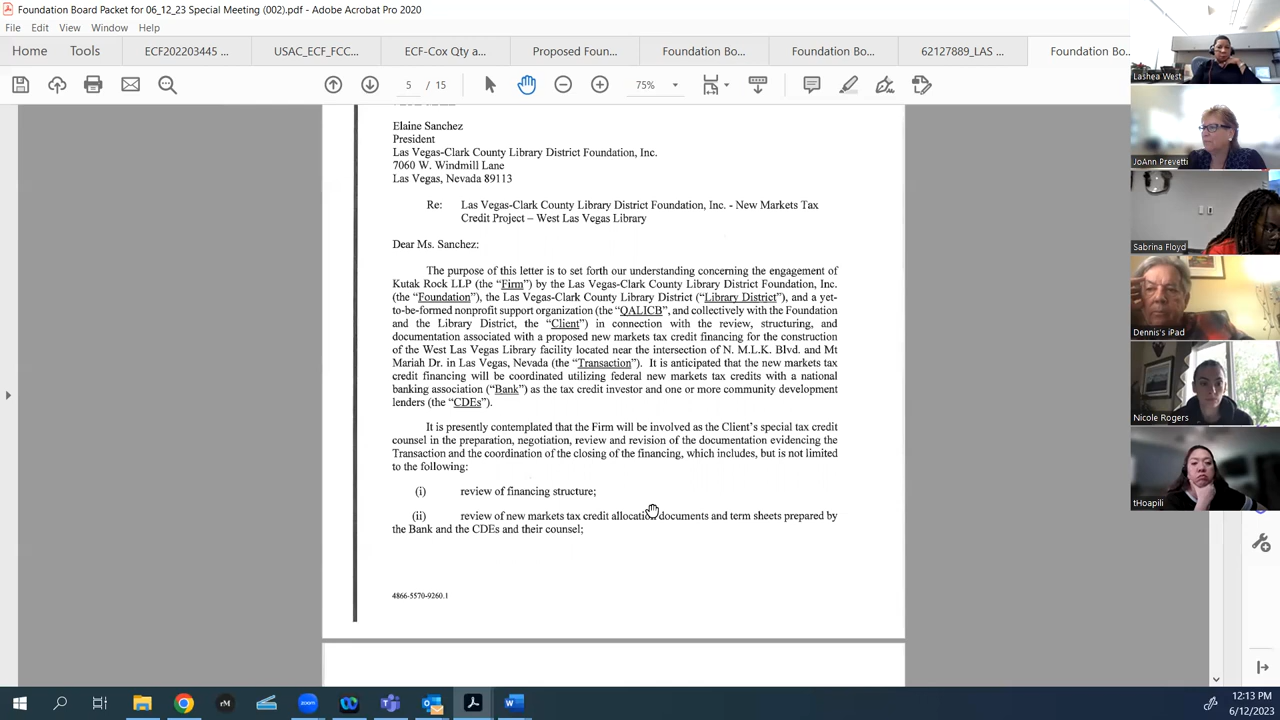 Foundation Board Packet for 06_12_23 Special Meeting (002).pdf - Adobe Acrobat Pro 2020
File Edit View Window Help
Home Tools ECF202203445 ... USAC_ECF_FCC... ECF-Cox Qty a... Proposed Foun... Foundation Bo... Foundation Bo... 62127889_LAS ... Foundation Bo...
5 / 15 75%
Elaine Sanchez
President
Las Vegas-Clark County Library District Foundation, Inc.
7060 W. Windmill Lane
Las Vegas, Nevada 89113
Re: Las Vegas-Clark County Library District Foundation, Inc. - New Markets Tax
Credit Project – West Las Vegas Library
Dear Ms. Sanchez:
The purpose of this letter is to set forth our understanding concerning the engagement of
Kutak Rock LLP (the “Firm”) by the Las Vegas-Clark County Library District Foundation, Inc.
(the “Foundation”), the Las Vegas-Clark County Library District (“Library District”), and a yet-
to-be-formed nonprofit support organization (the “QALICB”, and collectively with the Foundation
and the Library District, the “Client”) in connection with the review, structuring, and
documentation associated with a proposed new markets tax credit financing for the construction
of the West Las Vegas Library facility located near the intersection of N. M.L.K. Blvd. and Mt
Mariah Dr. in Las Vegas, Nevada (the “Transaction”). It is anticipated that the new markets tax
credit financing will be coordinated utilizing federal new markets tax credits with a national
banking association (“Bank”) as the tax credit investor and one or more community development
lenders (the “CDEs”).
It is presently contemplated that the Firm will be involved as the Client’s special tax credit
counsel in the preparation, negotiation, review and revision of the documentation evidencing the
Transaction and the coordination of the closing of the financing, which includes, but is not limited
to the following:
(i) review of financing structure;
(ii) review of new markets tax credit allocation documents and term sheets prepared by
the Bank and the CDEs and their counsel;
4866-5570-9260.1
Lashea West
JoAnn Prevetti
Sabrina Floyd
Dennis's iPad
Nicole Rogers
tHoapili
12:13 PM
6/12/2023